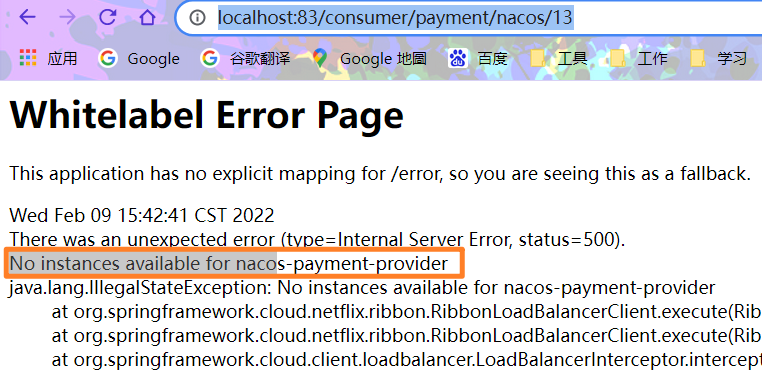 localhost:83/consumer/payment/nacos/13
应用 Google 谷歌翻译 Google 地圖 百度 工具 工作 学习
Whitelabel Error Page
This application has no explicit mapping for /error, so you are seeing this as a fallback.
Wed Feb 09 15:42:41 CST 2022
There was an unexpected error (type=Internal Server Error, status=500).
No instances available for nacos-payment-provider
java.lang.IllegalStateException: No instances available for nacos-payment-provider
at org.springframework.cloud.netflix.ribbon.RibbonLoadBalancerClient.execute(Rib
at org.springframework.cloud.netflix.ribbon.RibbonLoadBalancerClient.execute(Rib
at org.springframework.cloud.client.loadbalancer.LoadBalancerInterceptor.intercept